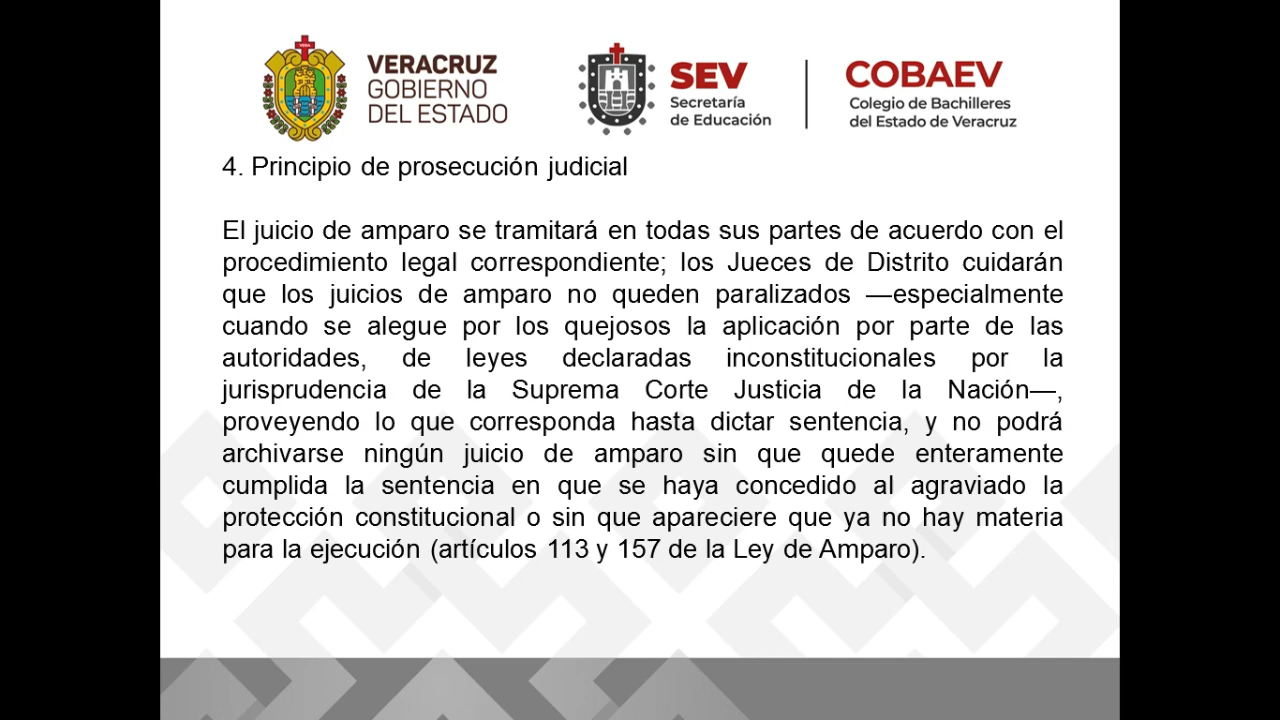 VERACRUZ
GOBIERNO
DEL ESTADO
SEV
Secretaría
de Educación
COBAEV
Colegio de Bachilleres
del Estado de Veracruz
4. Principio de prosecución judicial
El juicio de amparo se tramitará en todas sus partes de acuerdo con el
procedimiento legal correspondiente; los Jueces de Distrito cuidarán
que los juicios de amparo no queden paralizados —especialmente
cuando se alegue por los quejosos la aplicación por parte de las
autoridades, de leyes declaradas inconstitucionales por la
jurisprudencia de la Suprema Corte Justicia de la Nación—,
proveyendo lo que corresponda hasta dictar sentencia, y no podrá
archivarse ningún juicio de amparo sin que quede enteramente
cumplida la sentencia en que se haya concedido al agraviado la
protección constitucional o sin que apareciere que ya no hay materia
para la ejecución (artículos 113 y 157 de la Ley de Amparo).